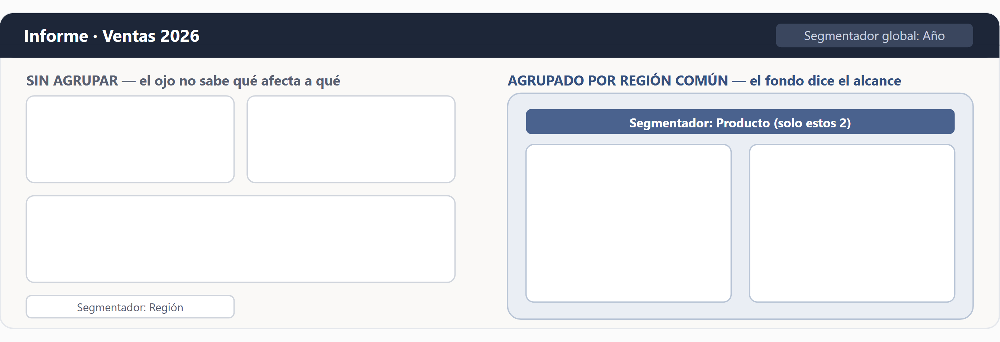 Informe · Ventas 2026
Segmentador global: Año
SIN AGRUPAR — el ojo no sabe qué afecta a qué
Segmentador: Región
AGRUPADO POR REGIÓN COMÚN — el fondo dice el alcance
Segmentador: Producto (solo estos 2)